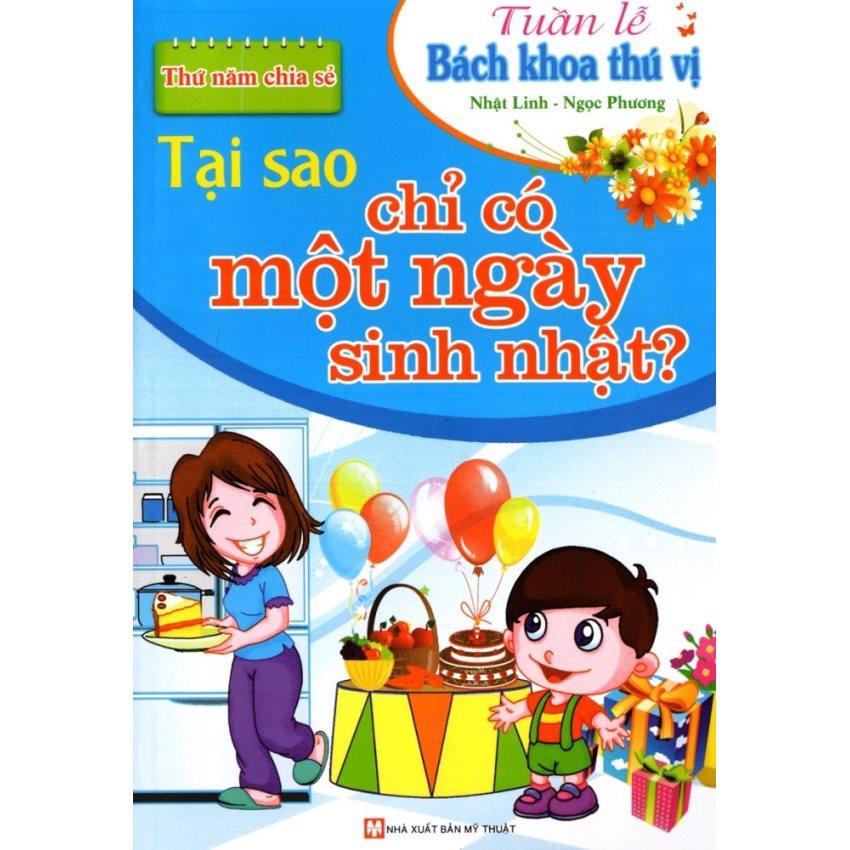 Tuần lễ
Bách khoa thú vị
Nhật Linh - Ngọc Phương
Thứ năm chia sẻ
Tại sao
chỉ có
một ngày
sinh nhật?
NHÀ XUẤT BẢN MỸ THUẬT